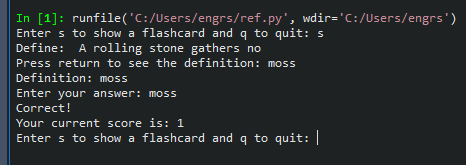 In [1]: runfile('C:/Users/engrs/ref.py', wdir='C:/Users/engrs')
Enter s to show a flashcard and q to quit: s
Define:  A rolling stone gathers no
Press return to see the definition: moss
Definition: moss
Enter your answer: moss
Correct!
Your current score is: 1
Enter s to show a flashcard and q to quit: